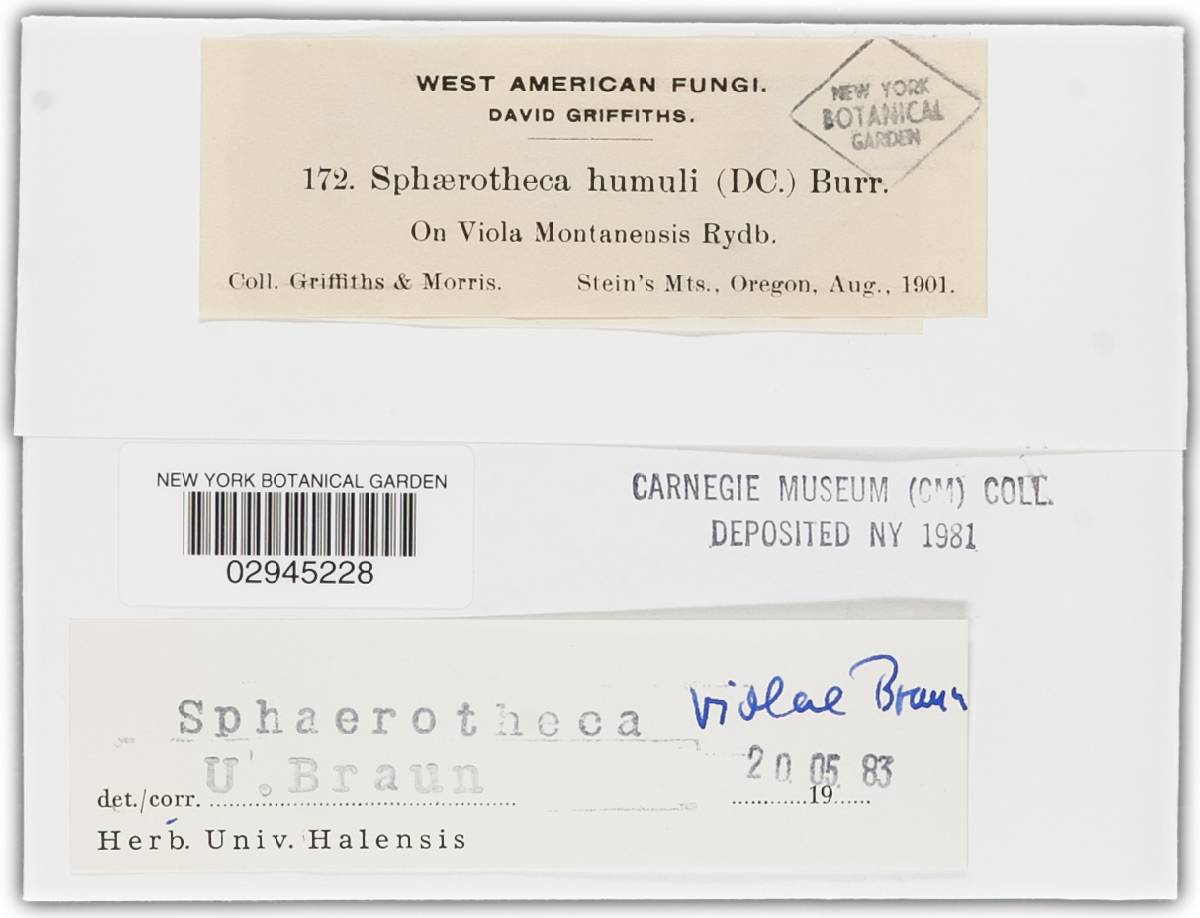 WEST AMERICAN FUNGI.
DAVID GRIFFITHS.
NEW YORK
BOTANICAL
GARDEN
172. Sphærotheca humuli (DC.) Burr.
On Viola Montanensis Rydb.
Coll. Griffiths & Morris. Stein's Mts., Oregon, Aug., 1901.
NEW YORK BOTANICAL GARDEN
02945228
CARNEGIE MUSEUM (CM) COLL.
DEPOSITED NY 1981
Sphaerotheca violae Braun
U. Braun 20 05 83
det./corr. ........................................ ............19......
Herb. Univ. Halensis